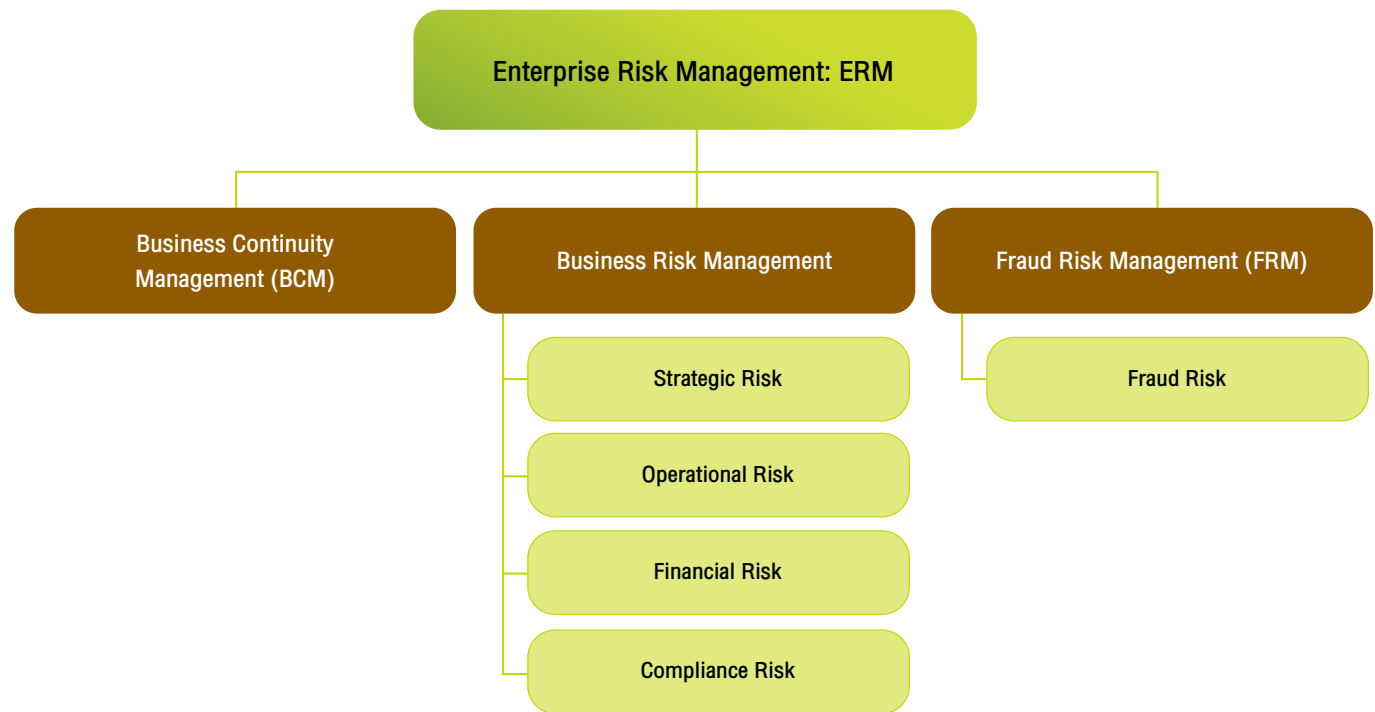 Enterprise Risk Management: ERM
Business Continuity
Management (BCM)
Business Risk Management
Fraud Risk Management (FRM)
Strategic Risk
Fraud Risk
Operational Risk
Financial Risk
Compliance Risk